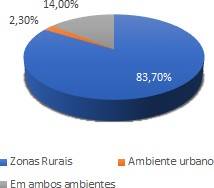 14,00%
2,30%
83,70%
Zonas Rurais
Ambiente urbano
Em ambos ambientes